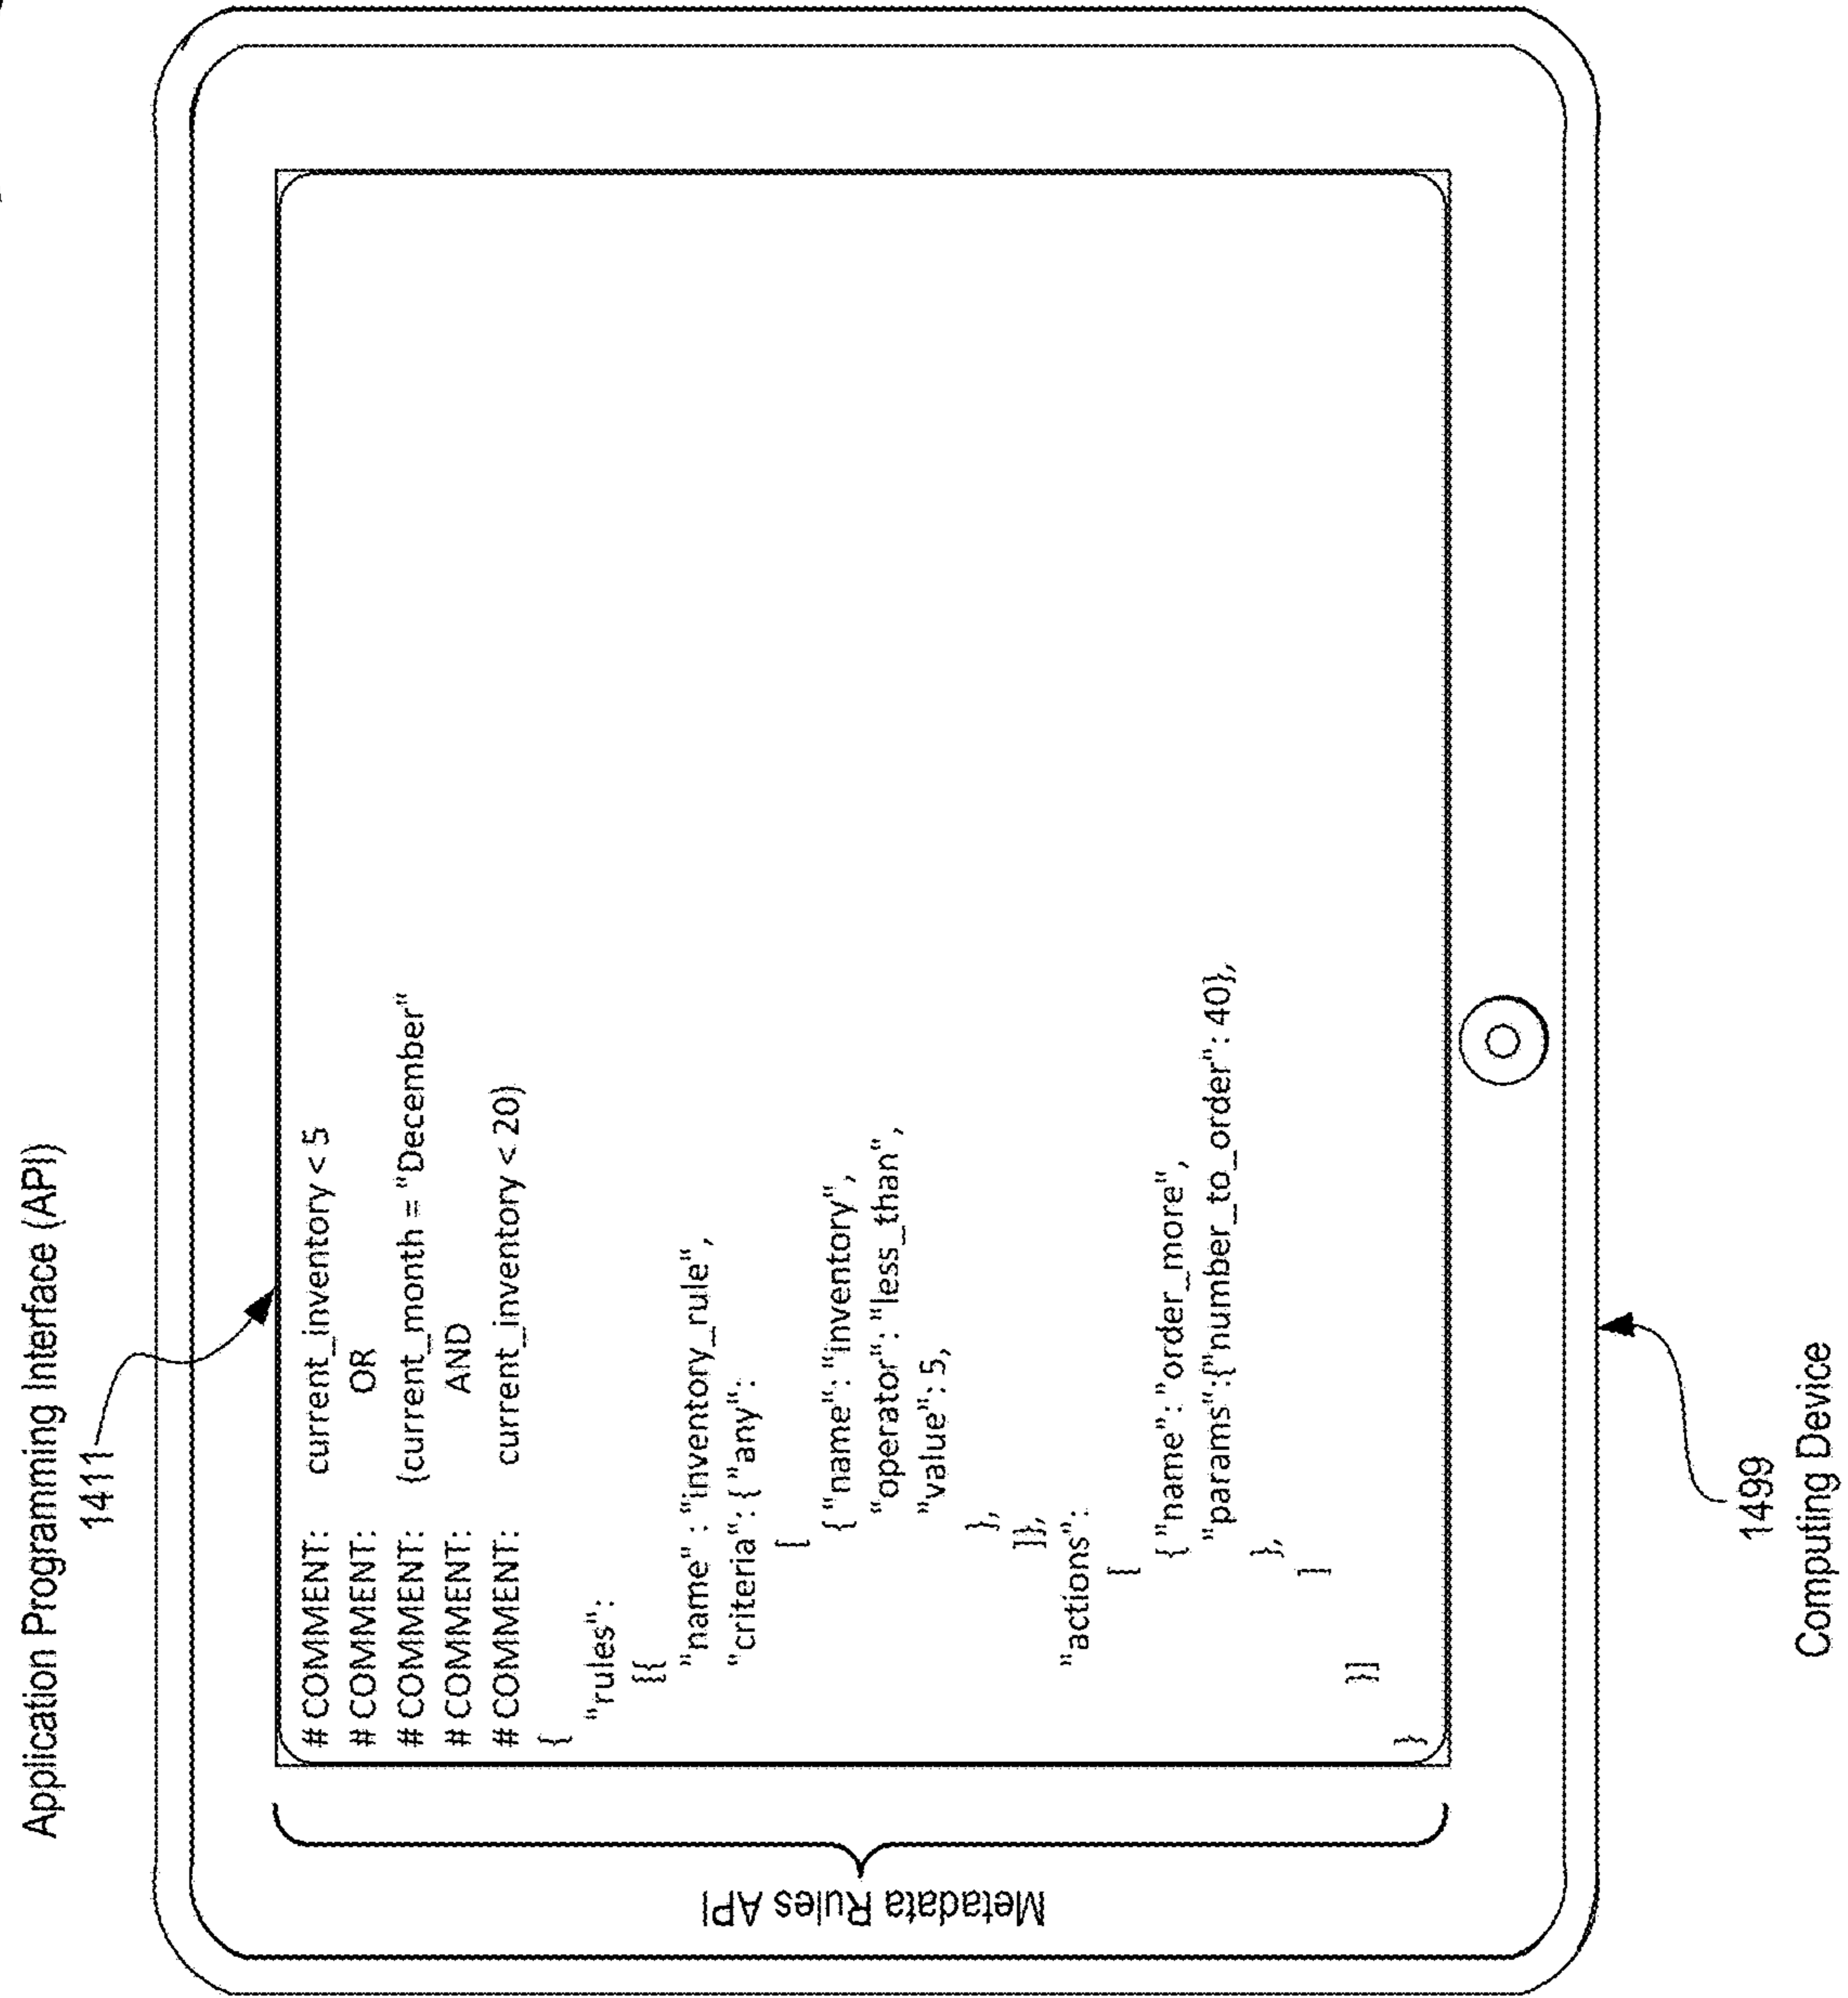 Application Programming Interface (API)
1411
# COMMENT: current_inventory < 5
# COMMENT: OR
# COMMENT: (current_month = "December"
# COMMENT: AND
# COMMENT: current_inventory < 20)
{
"rules":
[{
"name" : "inventory_rule",
"criteria": { "any":
[
{ "name": "inventory",
"operator": "less_than",
"value": 5,
},
]},
"actions":
[
{ "name": "order_more",
"params":{"number_to_order": 40},
},
]
}]
}
Metadata Rules API
1499
Computing Device